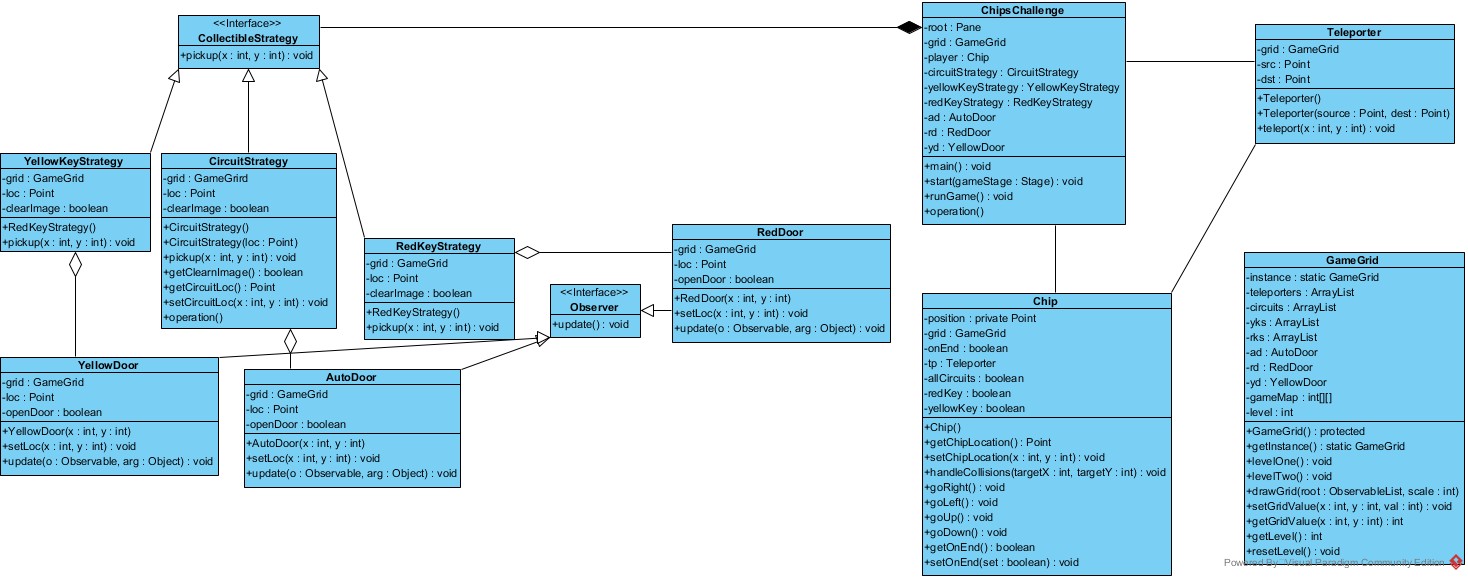 <<Interface>>
CollectibleStrategy
+pickup(x : int, y : int) : void
ChipsChallenge
-root : Pane
-grid : GameGrid
-player : Chip
-circuitStrategy : CircuitStrategy
-yellowKeyStrategy : YellowKeyStrategy
-redKeyStrategy : RedKeyStrategy
-ad : AutoDoor
-rd : RedDoor
-yd : YellowDoor
+main() : void
+start(gameStage : Stage) : void
+runGame() : void
+operation()
Teleporter
-grid : GameGrid
-src : Point
-dst : Point
+Teleporter()
+Teleporter(source : Point, dest : Point)
+teleport(x : int, y : int) : void
YellowKeyStrategy
-grid : GameGrid
-loc : Point
-clearImage : boolean
+RedKeyStrategy()
+pickup(x : int, y : int) : void
CircuitStrategy
-grid : GameGrird
-loc : Point
-clearImage : boolean
+CircuitStrategy()
+CircuitStrategy(loc : Point)
+pickup(x : int, y : int) : void
+getClearnImage() : boolean
+getCircuitLoc() : Point
+setCircuitLoc(x : int, y : int) : void
+operation()
RedKeyStrategy
-grid : GameGrid
-loc : Point
-clearImage : boolean
+RedKeyStrategy()
+pickup(x : int, y : int) : void
<<Interface>>
Observer
+update() : void
RedDoor
-grid : GameGrid
-loc : Point
-openDoor : boolean
+RedDoor(x : int, y : int)
+setLoc(x : int, y : int) : void
+update(o : Observable, arg : Object) : void
YellowDoor
-grid : GameGrid
-loc : Point
-openDoor : boolean
+YellowDoor(x : int, y : int)
+setLoc(x : int, y : int) : void
+update(o : Observable, arg : Object) : void
AutoDoor
-grid : GameGrid
-loc : Point
-openDoor : boolean
+AutoDoor(x : int, y : int)
+setLoc(x : int, y : int) : void
+update(o : Observable, arg : Object) : void
Chip
-position : private Point
-grid : GameGrid
-onEnd : boolean
-tp : Teleporter
-allCircuits : boolean
-redKey : boolean
-yellowKey : boolean
+Chip()
+getChipLocation() : Point
+setChipLocation(x : int, y : int) : void
+handleCollisions(targetX : int, targetY : int) : void
+goRight() : void
+goLeft() : void
+goUp() : void
+goDown() : void
+getOnEnd() : boolean
+setOnEnd(set : boolean) : void
GameGrid
-instance : static GameGrid
-teleporters : ArrayList
-circuits : ArrayList
-yks : ArrayList
-rks : ArrayList
-ad : AutoDoor
-rd : RedDoor
-yd : YellowDoor
-gameMap : int[][]
-level : int
+GameGrid() : protected
+getInstance() : static GameGrid
+levelOne() : void
+levelTwo() : void
+drawGrid(root : ObservableList, scale : int)
+setGridValue(x : int, y : int, val : int) : void
+getGridValue(x : int, y : int) : int
+getLevel() : int
+resetLevel() : void
Powered By Visual Paradigm Community Edition